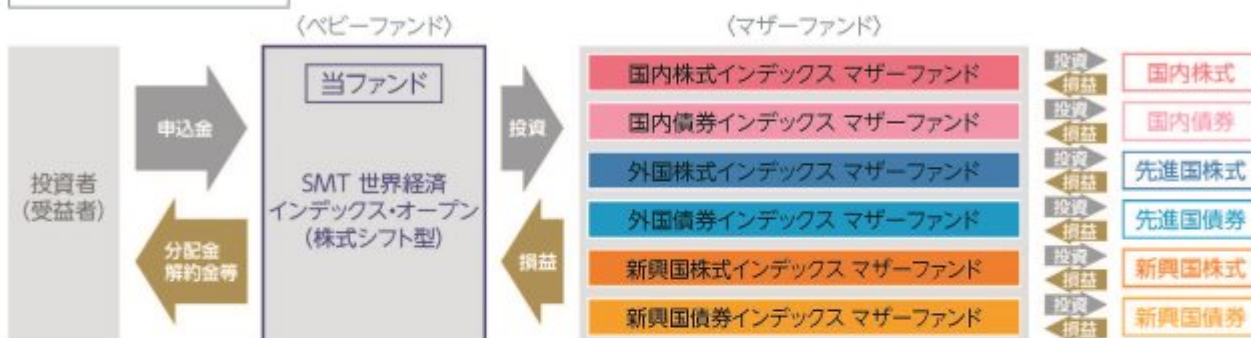 〈ベビーファンド〉
〈マザーファンド〉
投資者
(受益者)
申込金
分配金
解約金等
当ファンド
SMT 世界経済
インデックス・オープン
(株式シフト型)
投資
損益
国内株式インデックス マザーファンド
投資
損益
国内株式
国内債券インデックス マザーファンド
投資
損益
国内債券
外国株式インデックス マザーファンド
投資
損益
先進国株式
外国債券インデックス マザーファンド
投資
損益
先進国債券
新興国株式インデックス マザーファンド
投資
損益
新興国株式
新興国債券インデックス マザーファンド
投資
損益
新興国債券